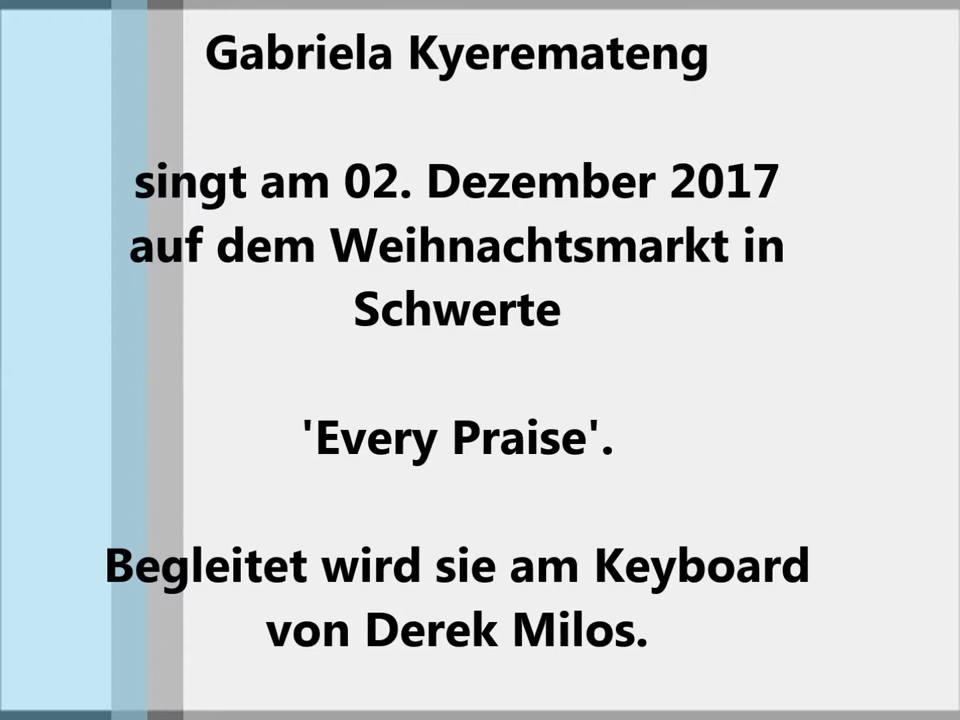 Gabriela Kyeremateng
singt am 02. Dezember 2017
auf dem Weihnachtsmarkt in
Schwerte
'Every Praise'.
Begleitet wird sie am Keyboard
von Derek Milos.